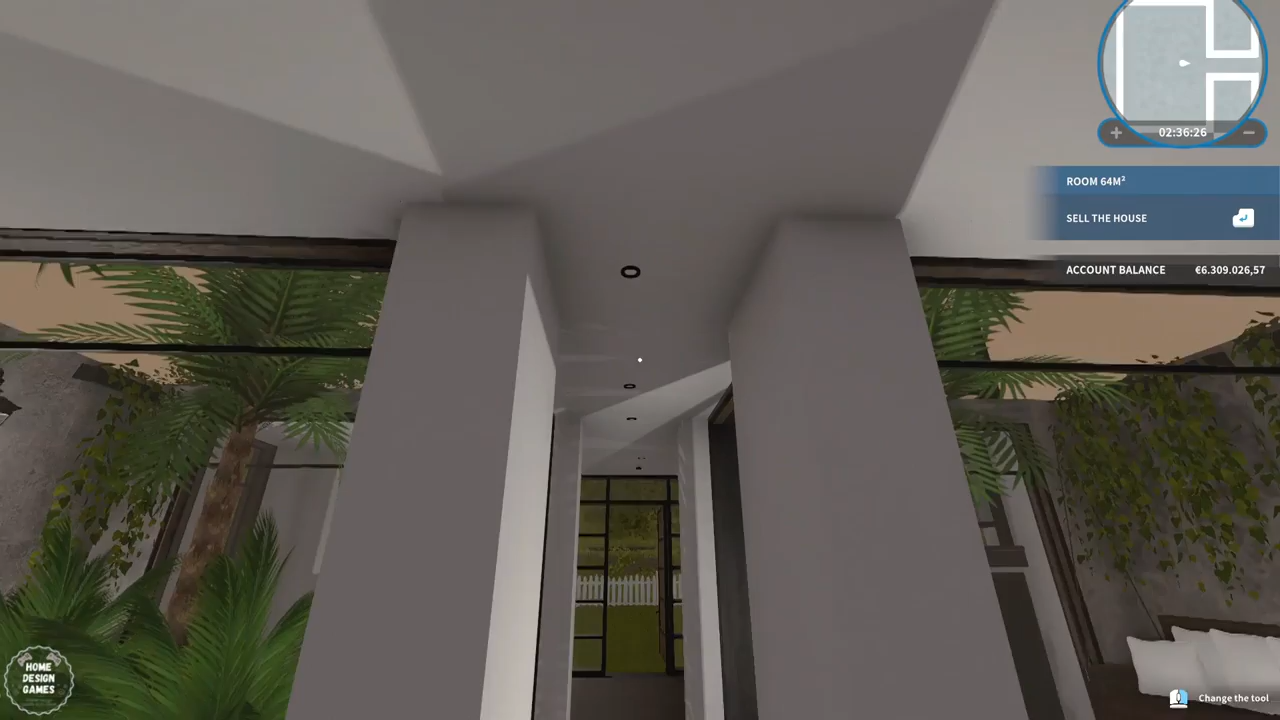 02:36:26
ROOM 64M²
SELL THE HOUSE
ACCOUNT BALANCE €6.309.026,57
HOME
DESIGN
GAMES
Change the tool